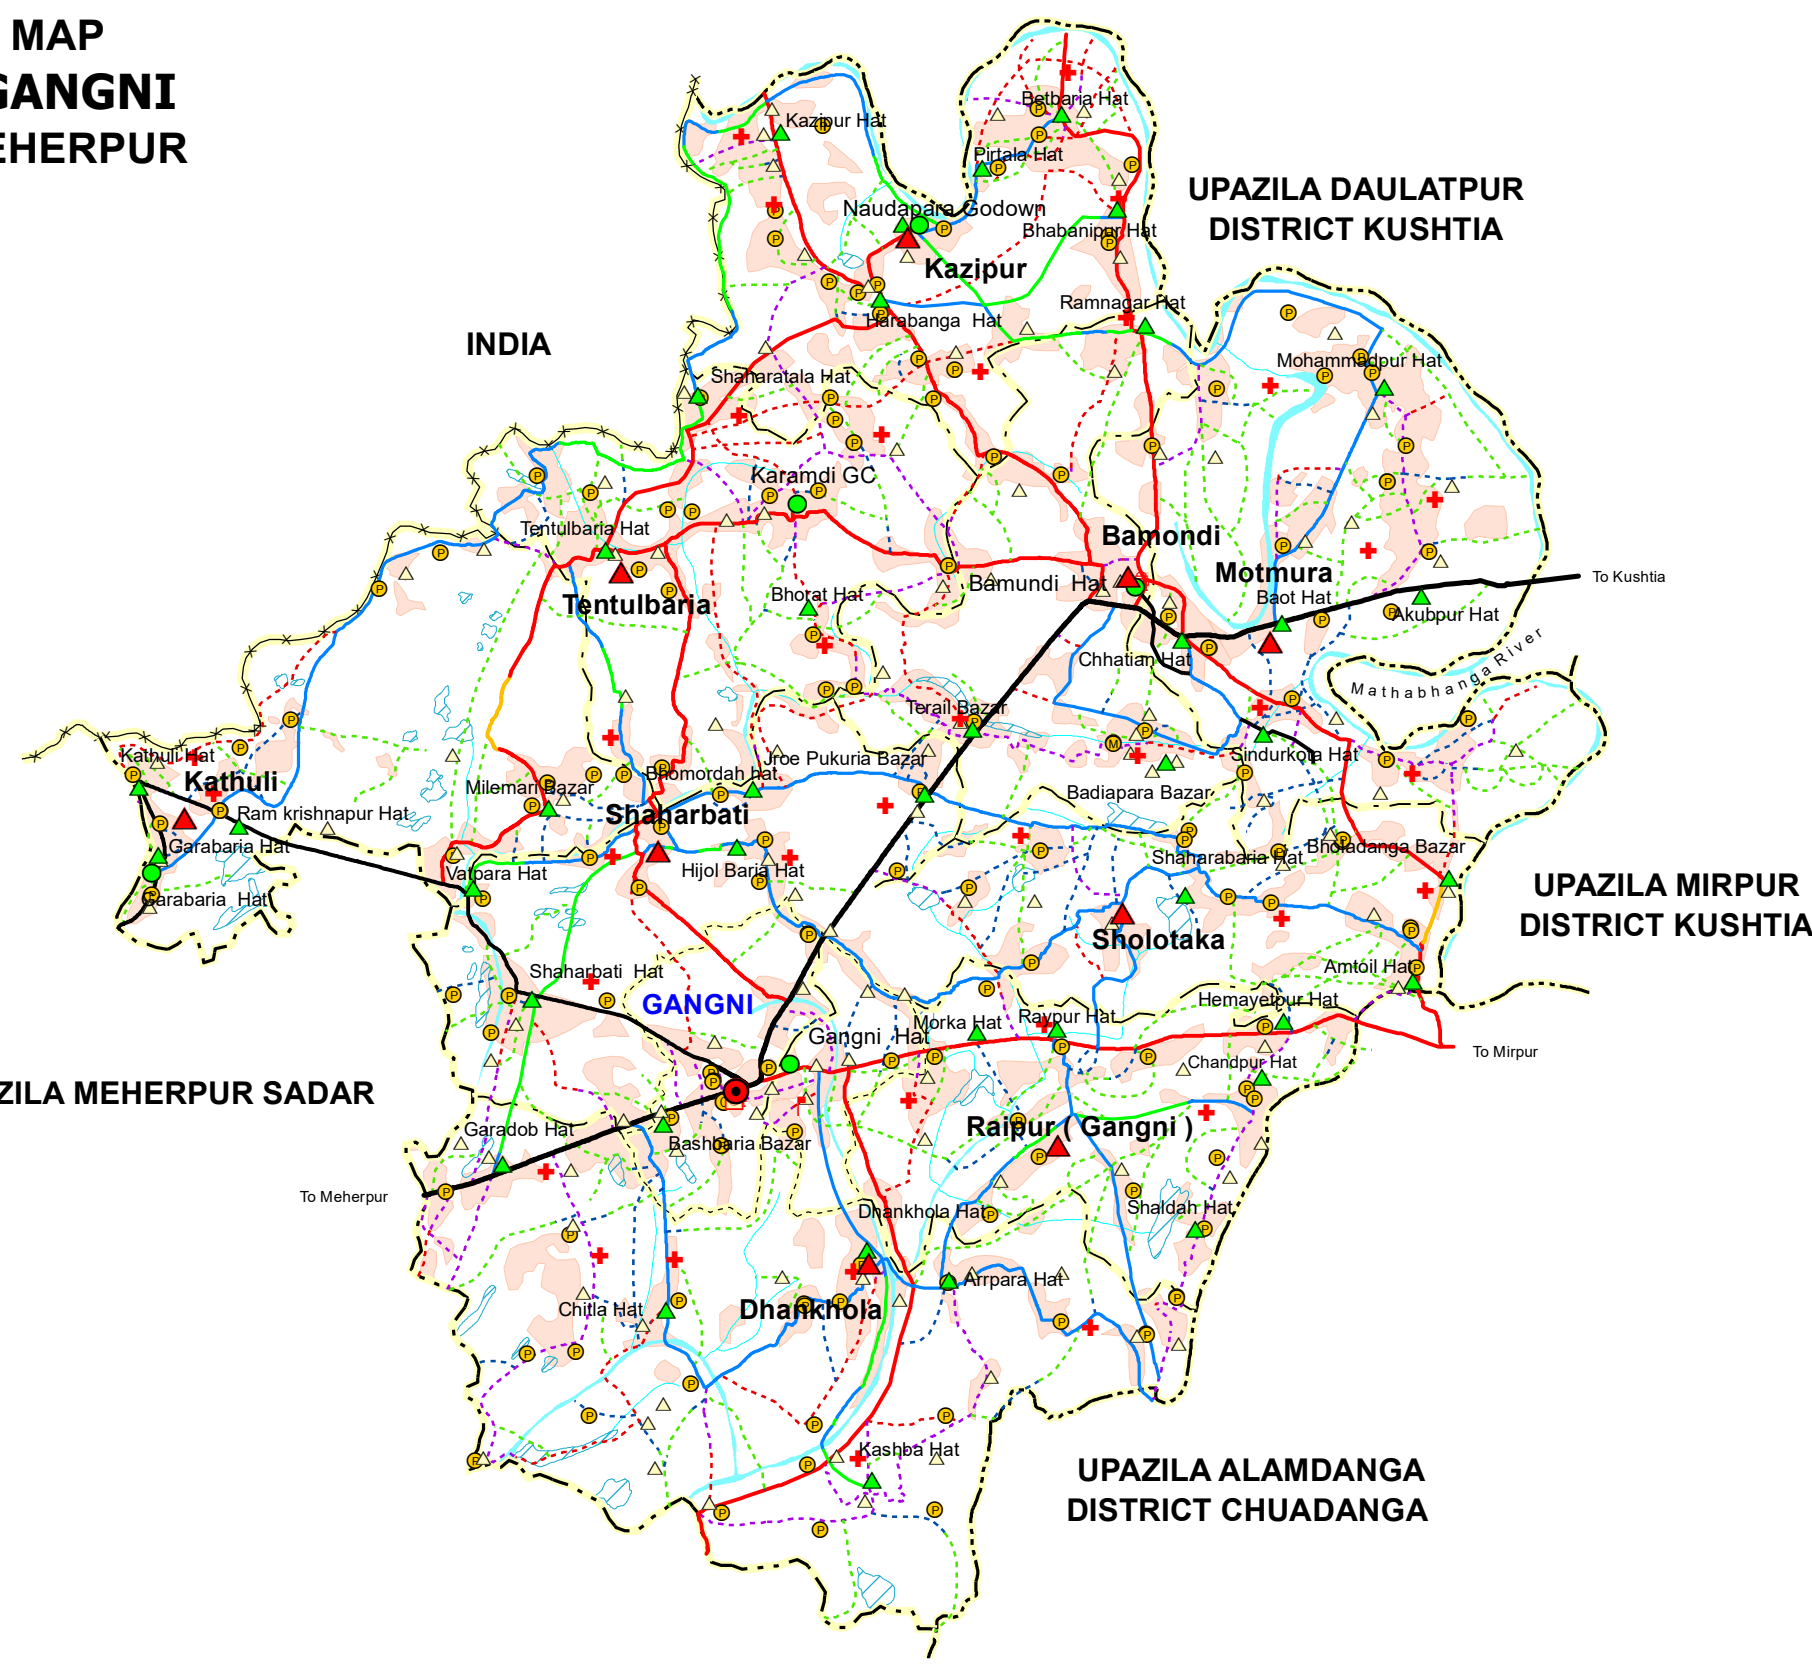 MAP
GANGNI
EHERPUR
Betbaria Hat
Kazipur Hat
Pirtala Hat
UPAZILA DAULATPUR
DISTRICT KUSHTIA
Naudapara Godown
Bhabanipur Hat
Kazipur
Ramnagar Hat
Harabanga Hat
INDIA
Mohammadpur Hat
Shaharatala Hat
Karamdi GC
Tentulbaria Hat
Bamondi
Motmura
Bamundi Hat
To Kushtia
Tentulbaria
Bhorat Hat
Baot Hat
Akubpur Hat
Chhatian Hat
Mathabhanga River
Terail Bazar
Kathuli Hat
Sindurkota Hat
Jroe Pukuria Bazar
Kathuli
Bhomordah hat
Milemari Bazar
Badiapara Bazar
Ram krishnapur Hat
Shaharbati
Garabaria Hat
Bholadanga Bazar
Shaharabaria Hat
Vatpara Hat
Hijol Baria Hat
UPAZILA MIRPUR
DISTRICT KUSHTIA
Garabaria Hat
Sholotaka
Shaharbati Hat
Amtoil Hat
GANGNI
Hemayetpur Hat
Morka Hat
Raypur Hat
Gangni Hat
To Mirpur
Chandpur Hat
ZILA MEHERPUR SADAR
Garadob Hat
Raipur ( Gangni )
Bashbaria Bazar
To Meherpur
Dhankhola Hat
Shaldah Hat
Arrpara Hat
Chitla Hat
Dhankhola
Kashba Hat
UPAZILA ALAMDANGA
DISTRICT CHUADANGA